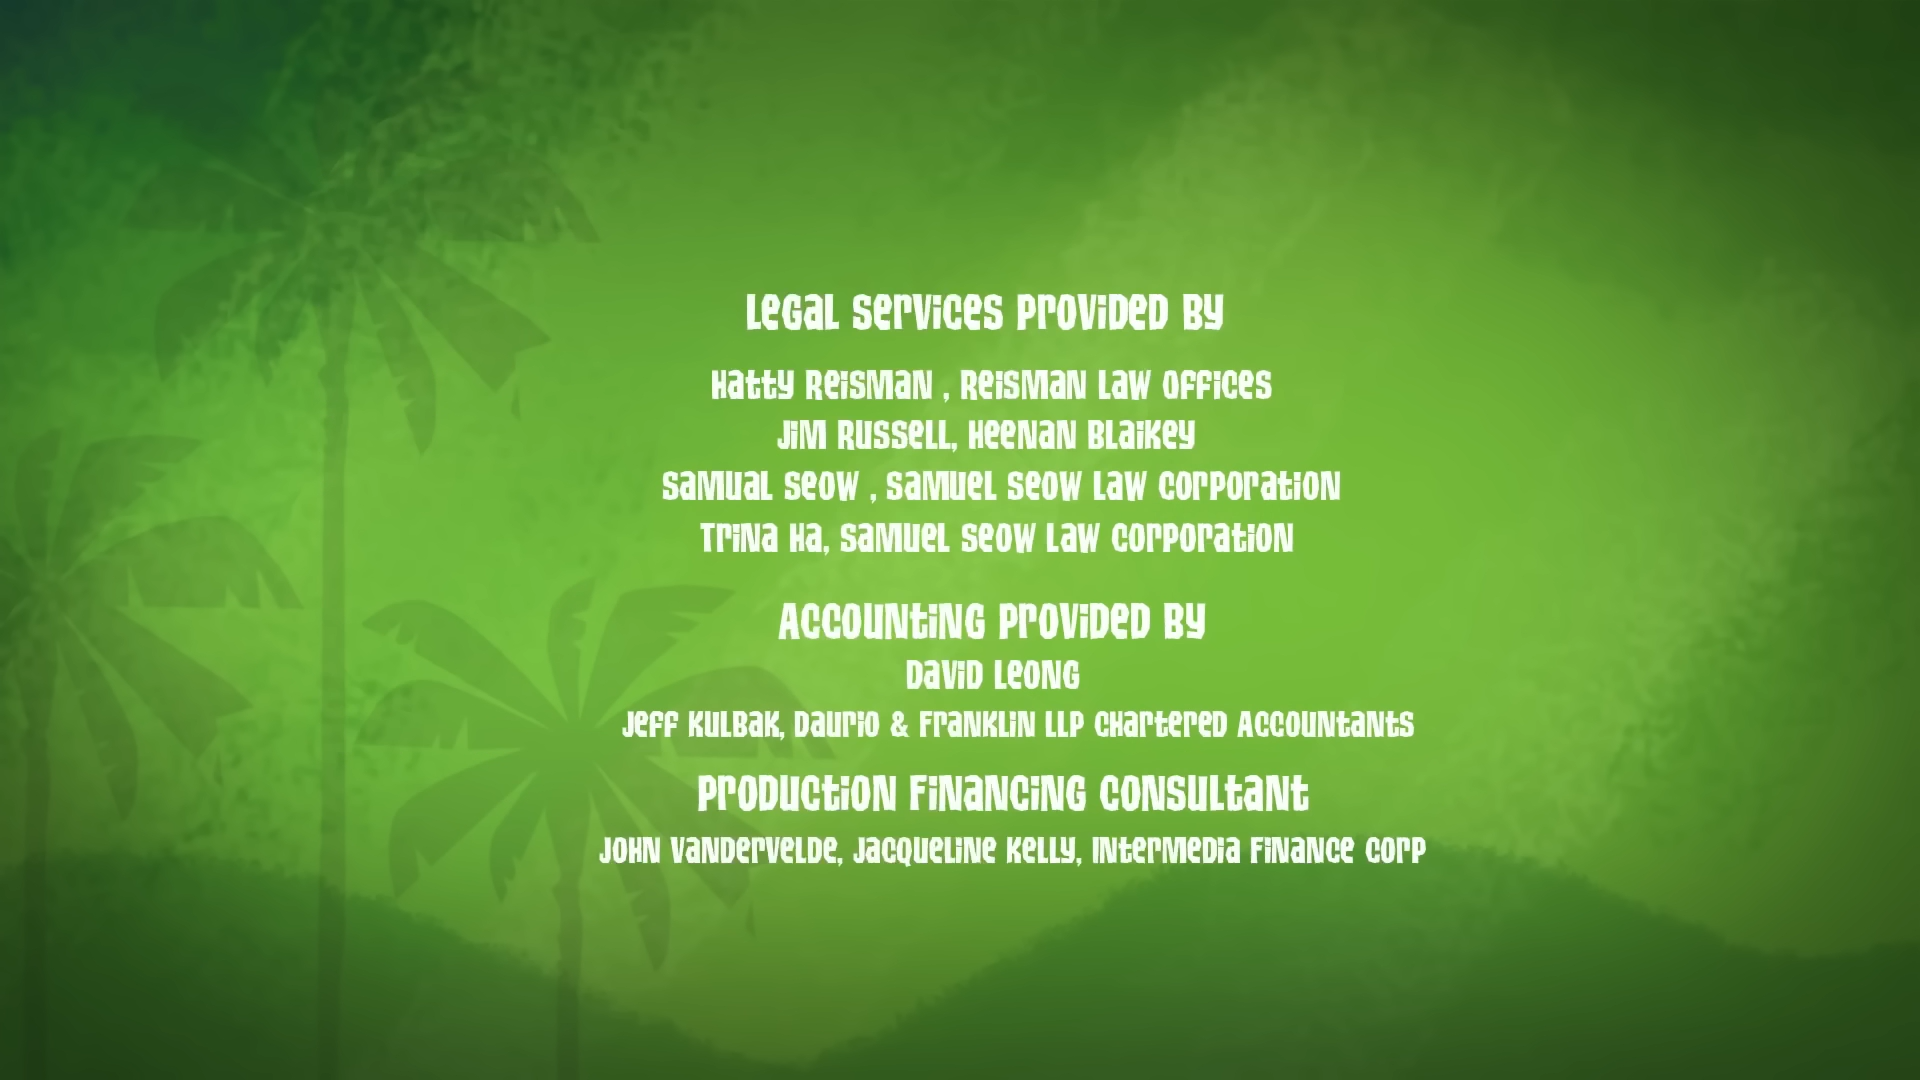 Legal Services Provided By
Hatty Reisman , Reisman Law Offices
Jim Russell, Heenan Blaikey
Samual Seow , Samuel Seow Law Corporation
Trina Ha, Samuel Seow Law Corporation
Accounting Provided By
David Leong
Jeff Kulbak, Daurio & Franklin LLP Chartered Accountants
Production Financing Consultant
John Vandervelde, Jacqueline Kelly, Intermedia Finance Corp